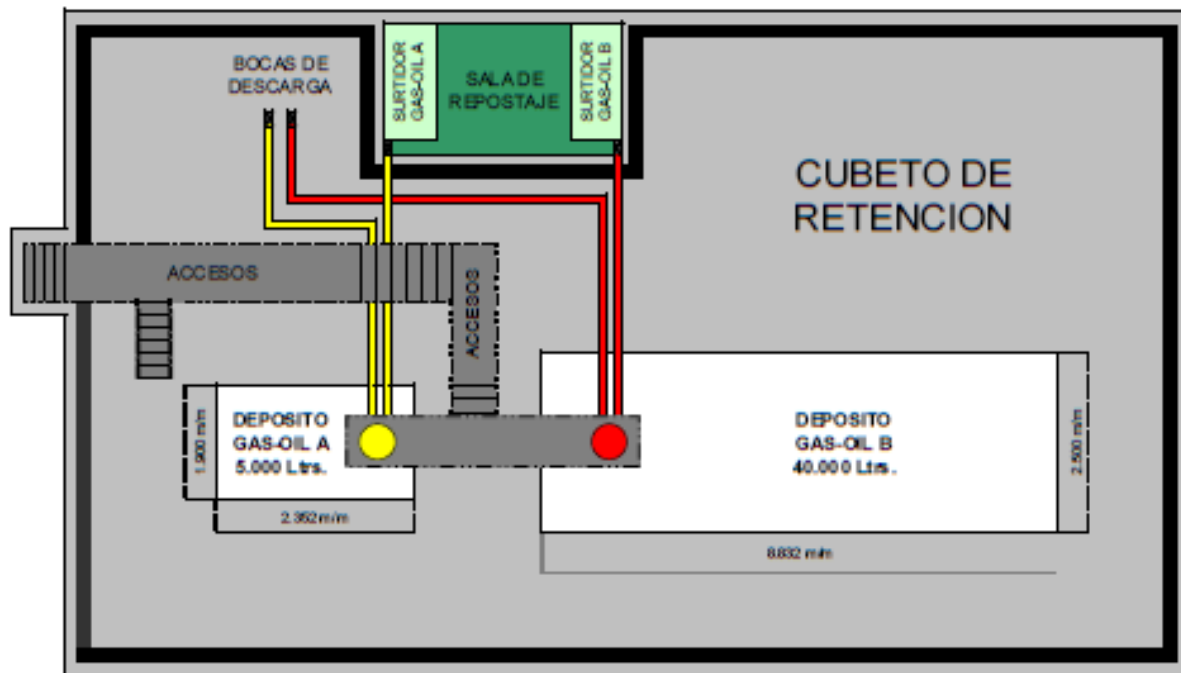 BOCAS DE
DESCARGA
SURTIDOR
GAS-OIL A
SALA DE
REPOSTAJE
SURTIDOR
GAS-OIL B
CUBETO DE
RETENCION
ACCESOS
ACCESOS
1.900 m/m
DEPOSITO
GAS-OIL A
5.000 Ltrs.
2.352 m/m
DEPOSITO
GAS-OIL B
40.000 Ltrs.
2.500 m/m
8.832 m/m